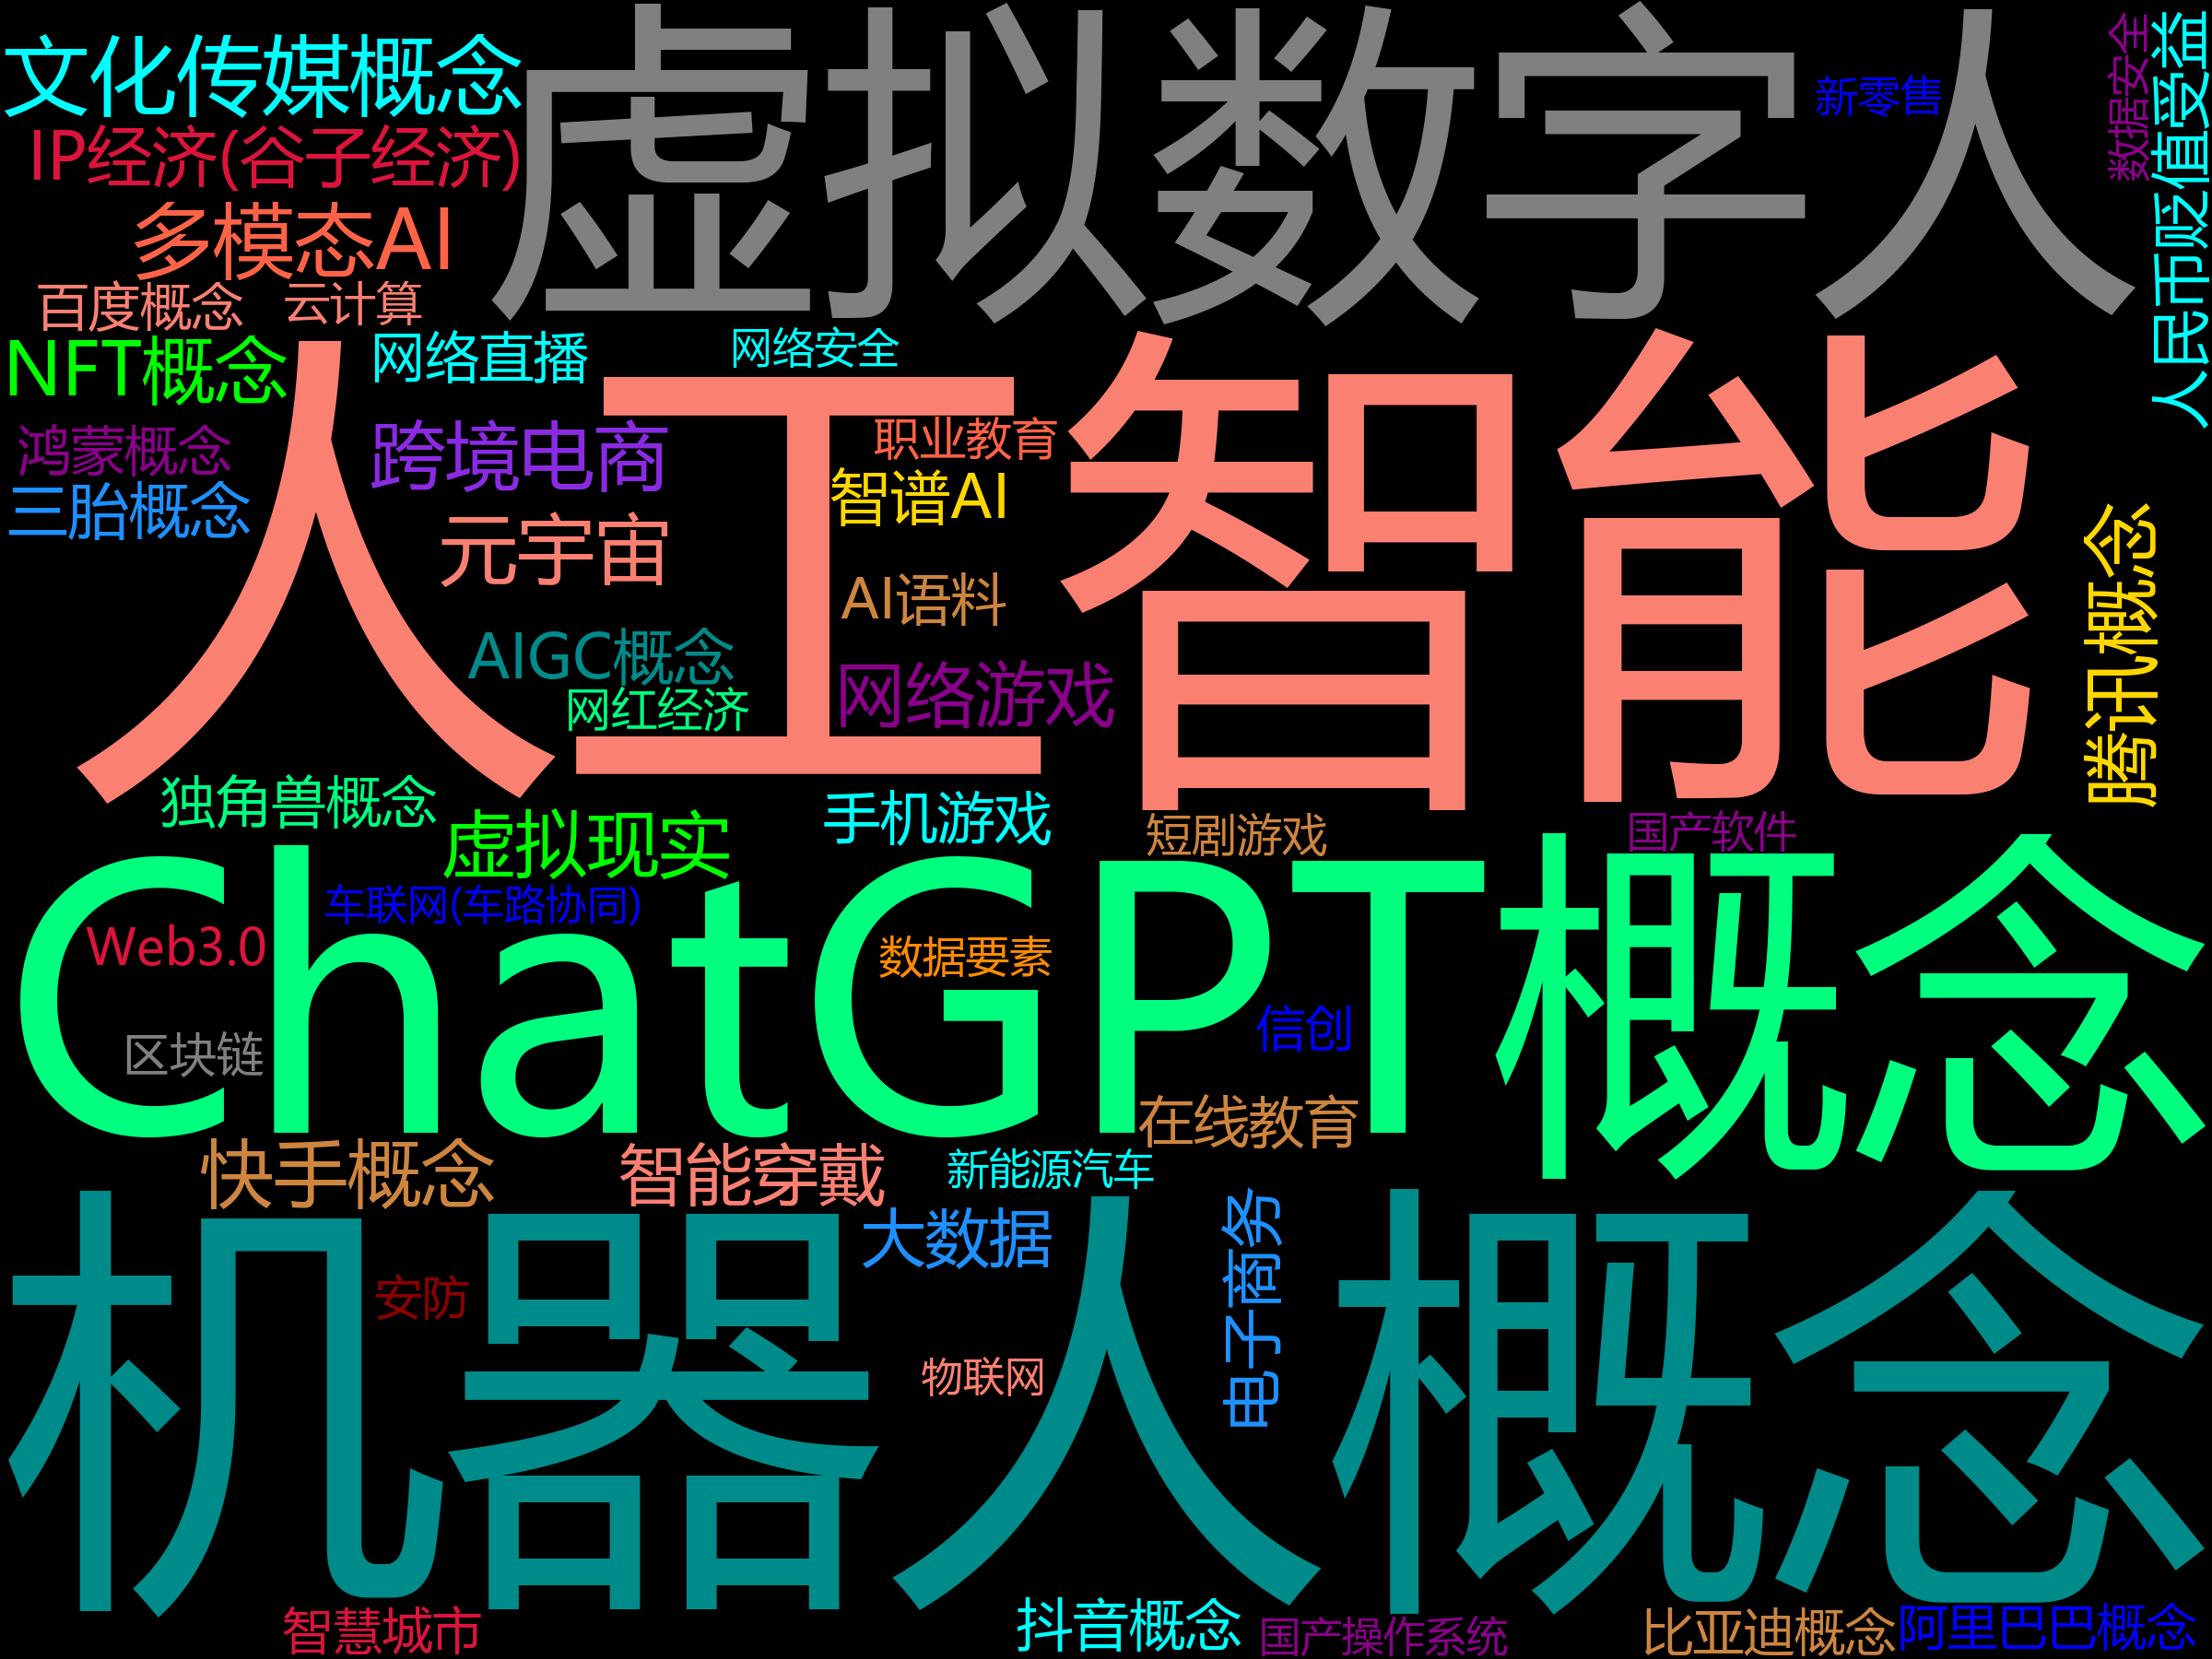 虚拟数字人
文化传媒概念
新零售
数据安全
人民币贬值受益
IP经济(谷子经济)
多模态AI
百度概念
云计算
NFT概念
网络直播
网络安全
人工智能
鸿蒙概念
跨境电商
职业教育
三胎概念
智谱AI
元宇宙
AI语料
腾讯概念
AIGC概念
网络游戏
网红经济
独角兽概念
虚拟现实
手机游戏
短剧游戏
国产软件
车联网(车路协同)
Web3.0
ChatGPT概念
数据要素
区块链
信创
在线教育
快手概念
智能穿戴
新能源汽车
大数据
电子商务
安防
物联网
机器人概念
智慧城市
抖音概念
国产操作系统
比亚迪概念
阿里巴巴概念